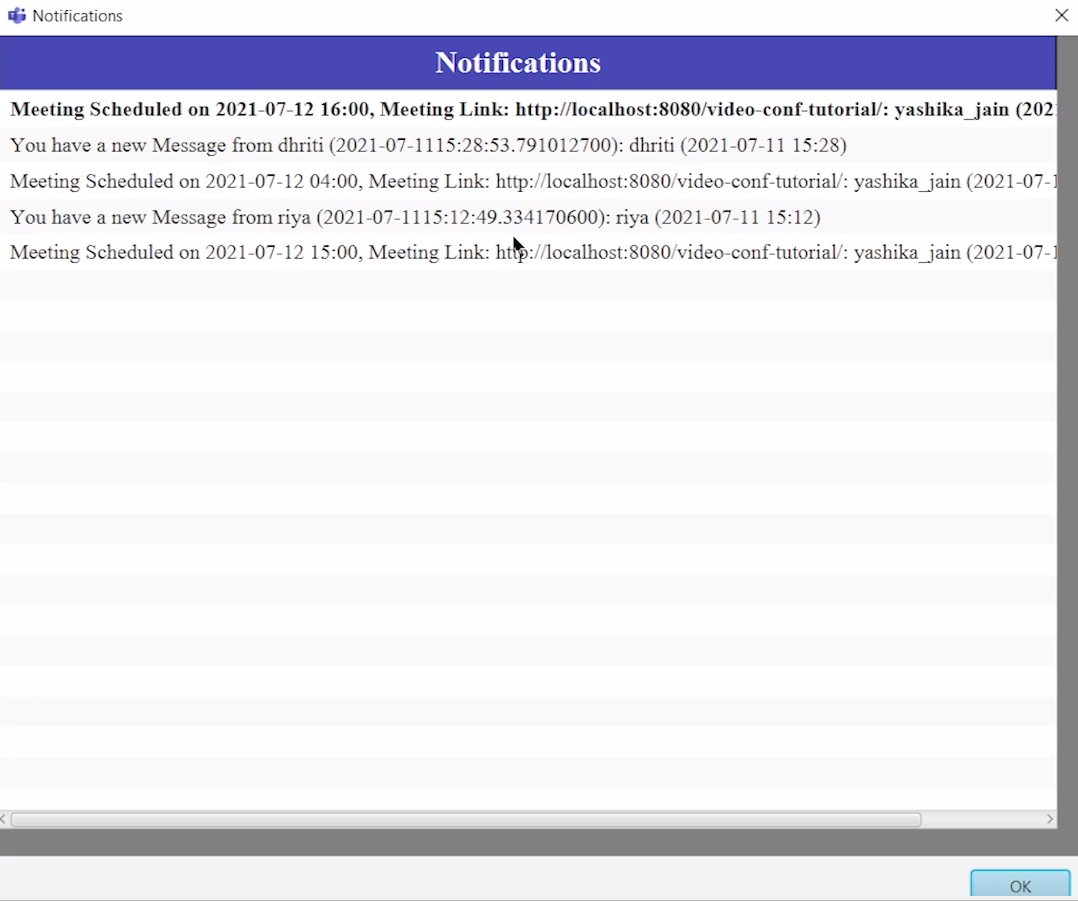 Notifications
Notifications
Meeting Scheduled on 2021-07-12 16:00, Meeting Link: http://localhost:8080/video-conf-tutorial/: yashika_jain (202
You have a new Message from dhriti (2021-07-1115:28:53.791012700): dhriti (2021-07-11 15:28)
Meeting Scheduled on 2021-07-12 04:00, Meeting Link: http://localhost:8080/video-conf-tutorial/: yashika_jain (2021-07-1
You have a new Message from riya (2021-07-1115:12:49.334170600): riya (2021-07-11 15:12)
Meeting Scheduled on 2021-07-12 15:00, Meeting Link: http://localhost:8080/video-conf-tutorial/: yashika_jain (2021-07-1
OK